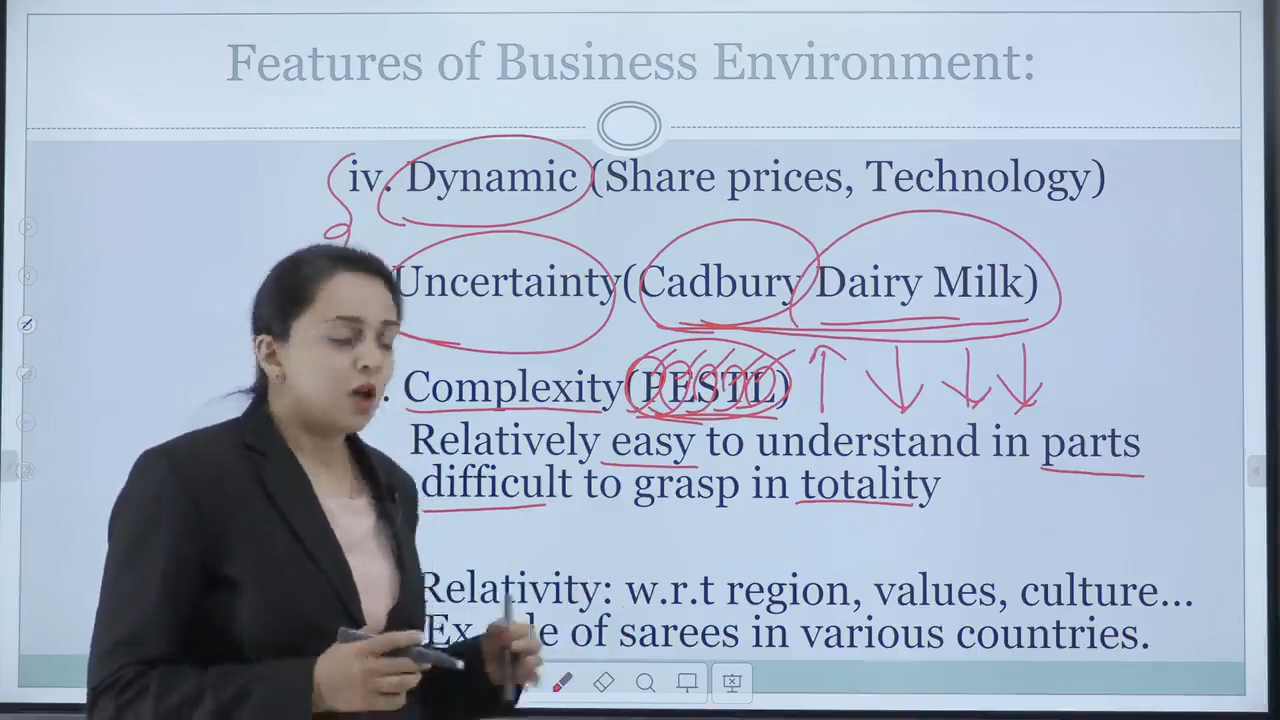 Features of Business Environment:
iv. Dynamic (Share prices, Technology)
Uncertainty(Cadbury Dairy Milk)
. Complexity(PESTL)
Relatively easy to understand in parts
difficult to grasp in totality
Relativity: w.r.t region, values, culture...
of sarees in various countries.